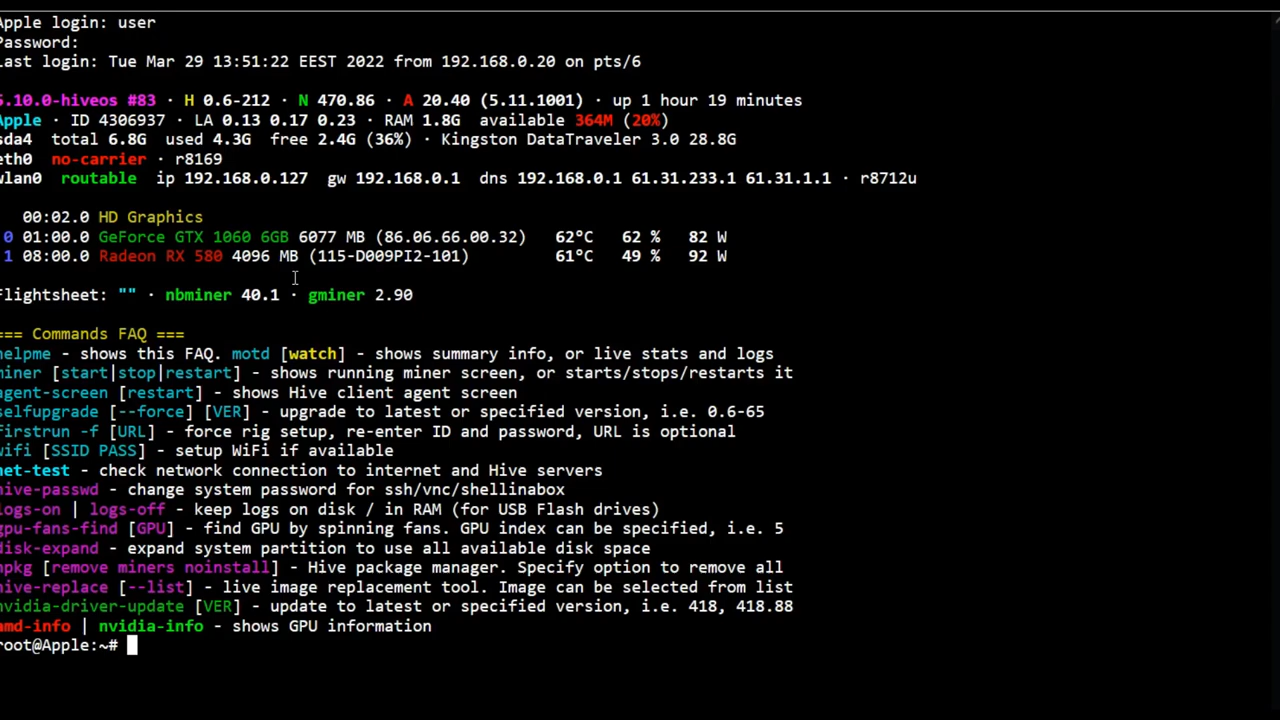 Apple login: user
Password:
Last login: Tue Mar 29 13:51:22 EEST 2022 from 192.168.0.20 on pts/6
5.10.0-hiveos #83 · H 0.6-212 · N 470.86 · A 20.40 (5.11.1001) · up 1 hour 19 minutes
Apple · ID 4306937 · LA 0.13 0.17 0.23 · RAM 1.8G available 364M (20%)
sda4 total 6.8G used 4.3G free 2.4G (36%) · Kingston DataTraveler 3.0 28.8G
eth0 no-carrier · r8169
wlan0 routable ip 192.168.0.127 gw 192.168.0.1 dns 192.168.0.1 61.31.233.1 61.31.1.1 · r8712u
00:02.0 HD Graphics
0 01:00.0 GeForce GTX 1060 6GB 6077 MB (86.06.66.00.32) 62°C 62 % 82 W
1 08:00.0 Radeon RX 580 4096 MB (115-D009PI2-101) 61°C 49 % 92 W
Flightsheet: "" · nbminer 40.1 · gminer 2.90
=== Commands FAQ ===
helpme - shows this FAQ. motd [watch] - shows summary info, or live stats and logs
miner [start|stop|restart] - shows running miner screen, or starts/stops/restarts it
agent-screen [restart] - shows Hive client agent screen
selfupgrade [--force] [VER] - upgrade to latest or specified version, i.e. 0.6-65
firstrun -f [URL] - force rig setup, re-enter ID and password, URL is optional
wifi [SSID PASS] - setup WiFi if available
net-test - check network connection to internet and Hive servers
hive-passwd - change system password for ssh/vnc/shellinabox
logs-on | logs-off - keep logs on disk / in RAM (for USB Flash drives)
gpu-fans-find [GPU] - find GPU by spinning fans. GPU index can be specified, i.e. 5
disk-expand - expand system partition to use all available disk space
hpkg [remove miners noinstall] - Hive package manager. Specify option to remove all
hive-replace [--list] - live image replacement tool. Image can be selected from list
nvidia-driver-update [VER] - update to latest or specified version, i.e. 418, 418.88
amd-info | nvidia-info - shows GPU information
root@Apple:~#